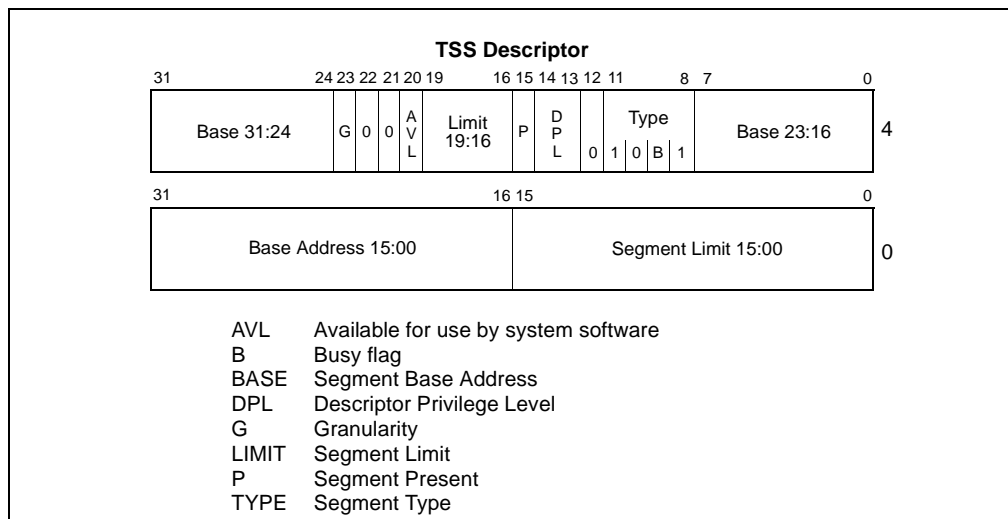 TSS Descriptor
31 24 23 22 21 20 19 16 15 14 13 12 11 8 7 0
Base 31:24 G 0 0 AVL Limit 19:16 P DPL 0 Type 1 0 B 1 Base 23:16 4
31 16 15 0
Base Address 15:00 Segment Limit 15:00 0
AVL Available for use by system software
B Busy flag
BASE Segment Base Address
DPL Descriptor Privilege Level
G Granularity
LIMIT Segment Limit
P Segment Present
TYPE Segment Type